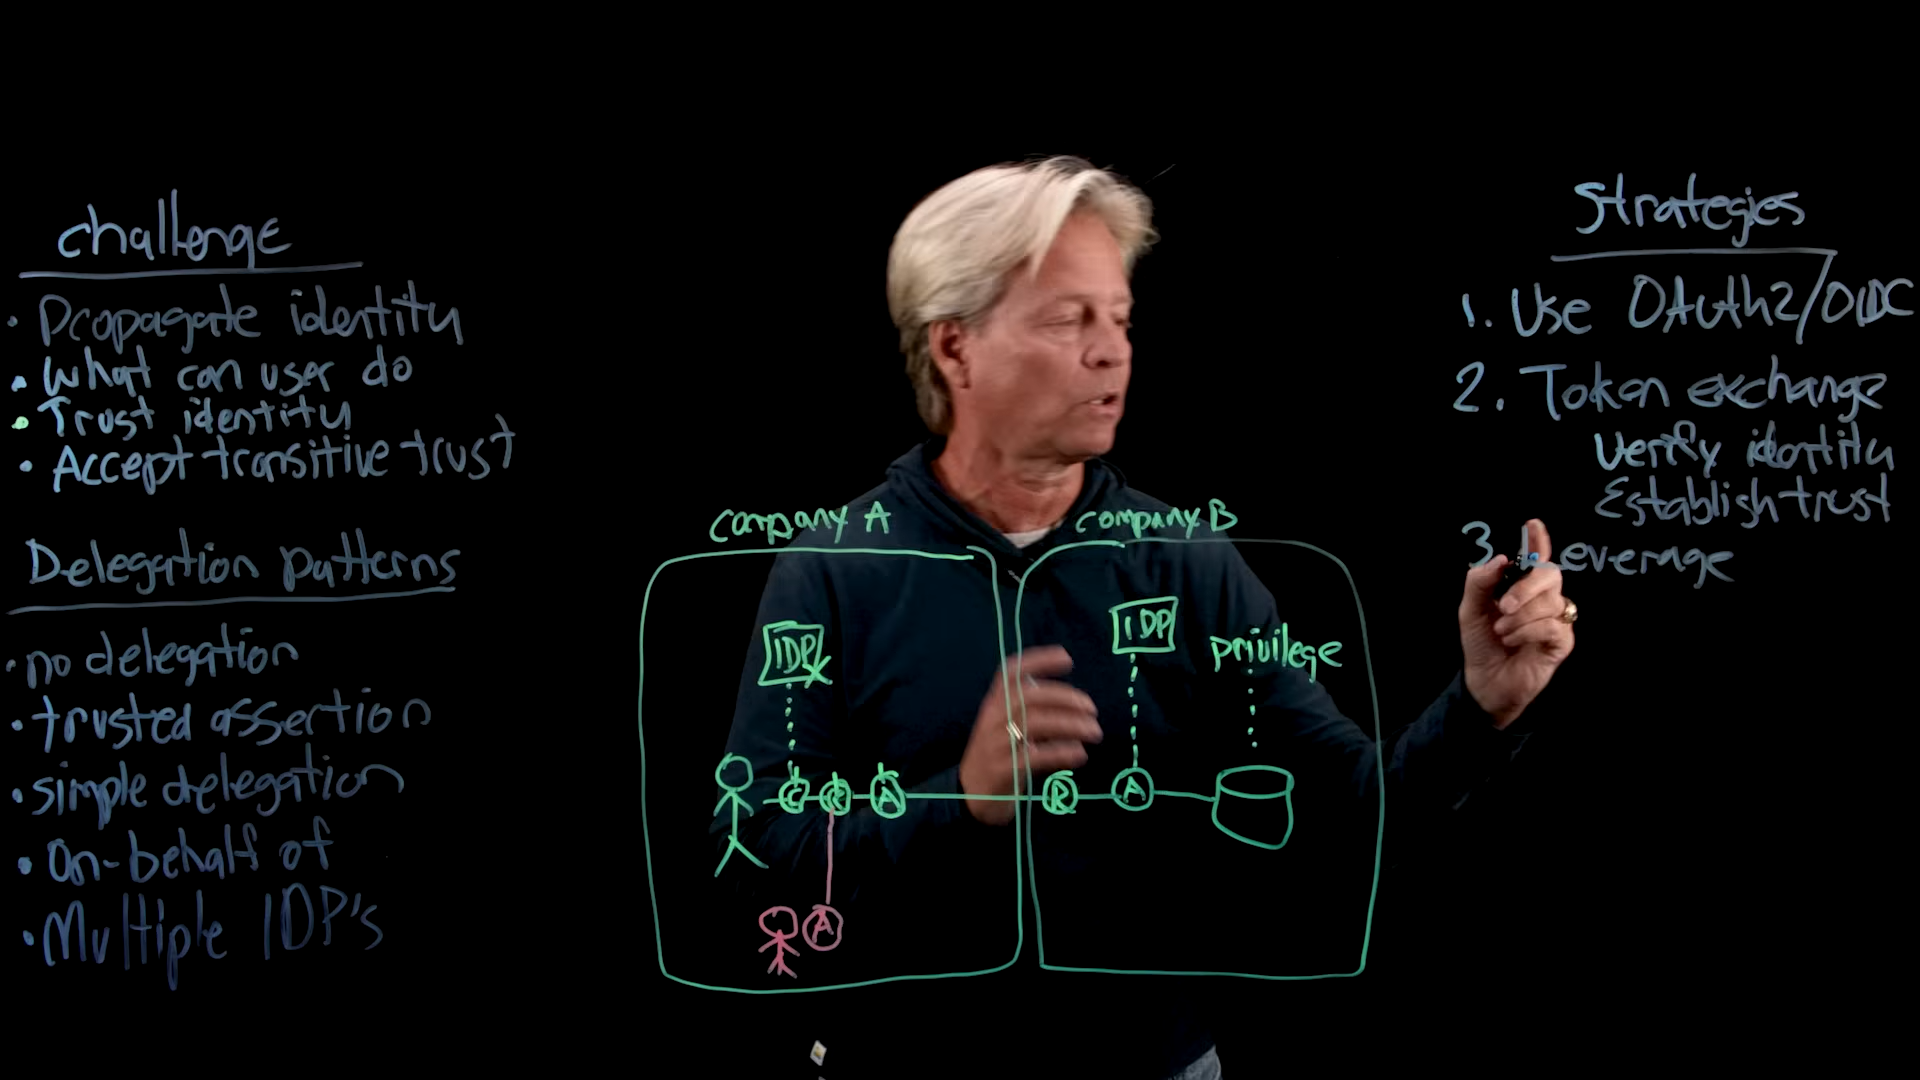 challenge
• Propagate identity
• What can user do
• Trust identity
• Accept transitive trust
Delegation patterns
• no delegation
• trusted assertion
• simple delegation
• On-behalf of
• Multiple IDP's
company A
IDP
X
C
A
A
company B
IDP
privilege
R
A
Strategies
1. Use OAuth2/OIDC
2. Token exchange
Verify identity
Establish trust
3. Leverage